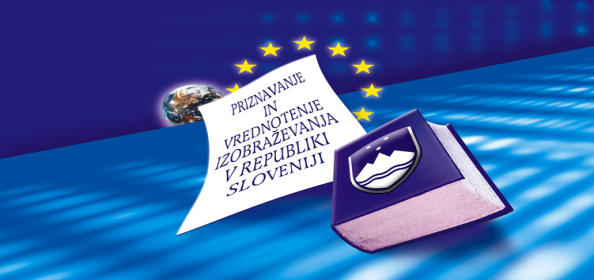 PRIZNAVANJE
IN
VREDNOTENJE
IZOBRAŽEVANJA
V REPUBLIKI
SLOVENIJI